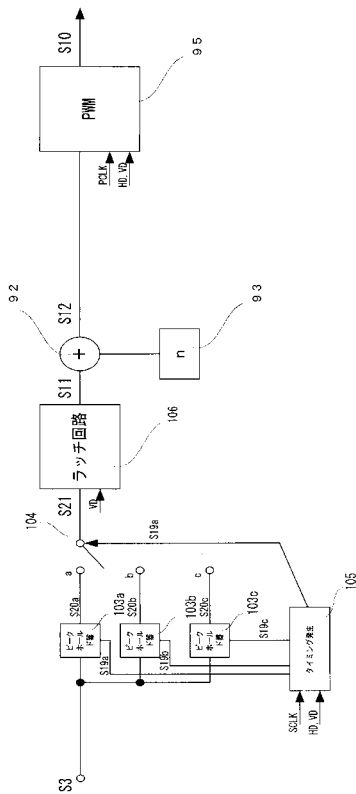 S3
ピーク
ホール
ド器
103a
S20a
a
ピーク
ホール
ド器
103b
S20b
b
ピーク
ホール
ド器
103c
S20c
c
S19a
S19b
S19c
タイミング発生
105
SCLK
HD, VD
S19a
104
S21
VD
ラッチ回路
106
S11
92
+
S12
n
93
PWM
95
PCLK
HD, VD
S10